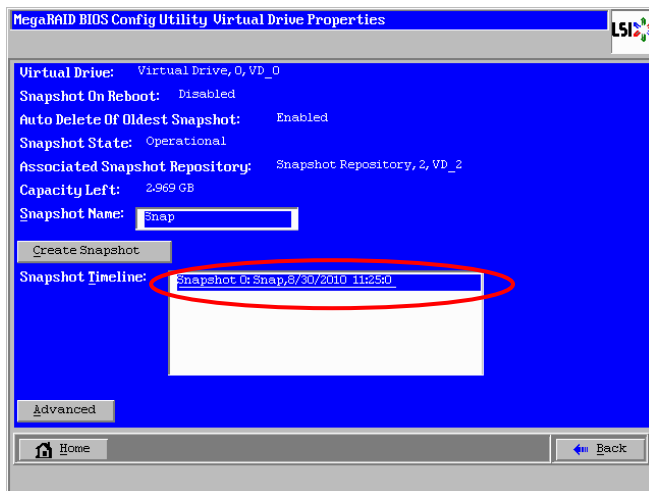 MegaRAID BIOS Config Utility Virtual Drive Properties
LSI
Virtual Drive: Virtual Drive, 0, VD_0
Snapshot On Reboot: Disabled
Auto Delete Of Oldest Snapshot: Enabled
Snapshot State: Operational
Associated Snapshot Repository: Snapshot Repository, 2, VD_2
Capacity Left: 2.969 GB
Snapshot Name: Snap
Create Snapshot
Snapshot Timeline: Snapshot 0: Snap,8/30/2010 11:25:0
Advanced
Home Back